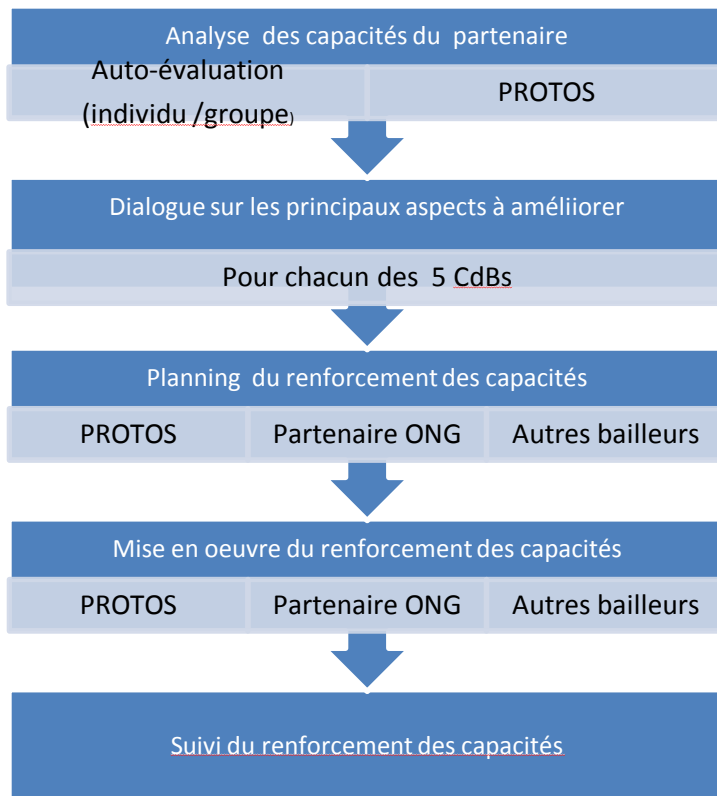 Analyse des capacités du partenaire
Auto-évaluation
(individu /groupe)
PROTOS
Dialogue sur les principaux aspects à améliiorer
Pour chacun des 5 CdBs
Planning du renforcement des capacités
PROTOS Partenaire ONG Autres bailleurs
Mise en oeuvre du renforcement des capacités
PROTOS Partenaire ONG Autres bailleurs
Suivi du renforcement des capacités